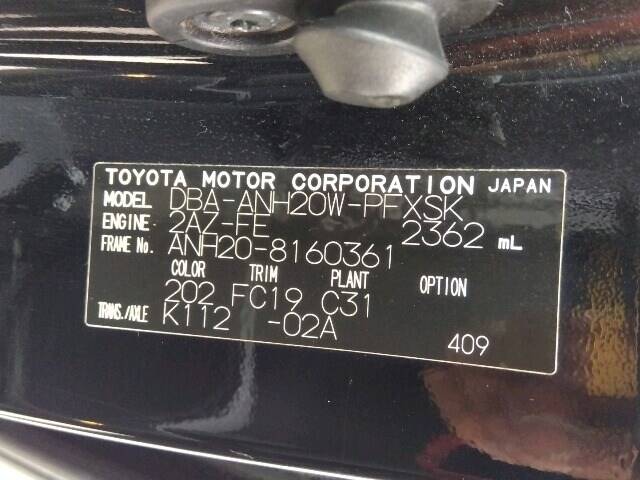 TOYOTA MOTOR CORPORATION JAPAN
MODEL DBA-ANH20W-PFXSK
ENGINE 2AZ-FE 2362 mL
FRAME No. ANH20-8160361
COLOR TRIM PLANT OPTION
202 FC19 C31
TRANS./AXLE K112 -02A
409